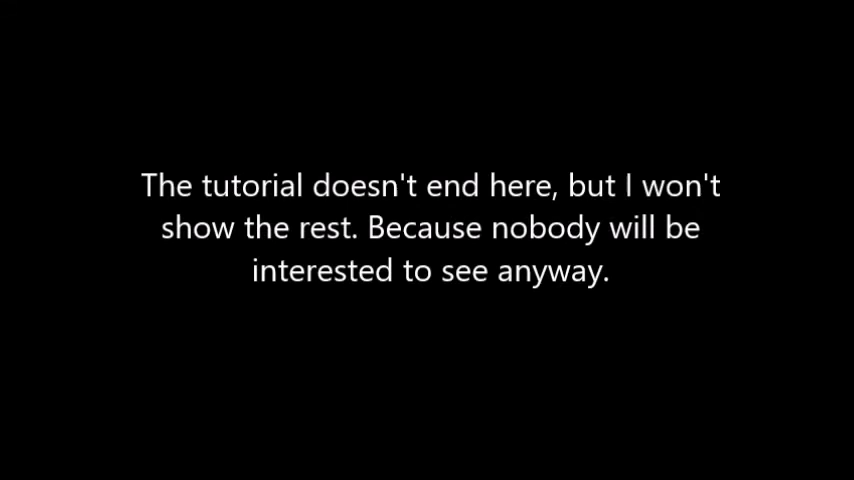 The tutorial doesn't end here, but I won't
show the rest. Because nobody will be
interested to see anyway.